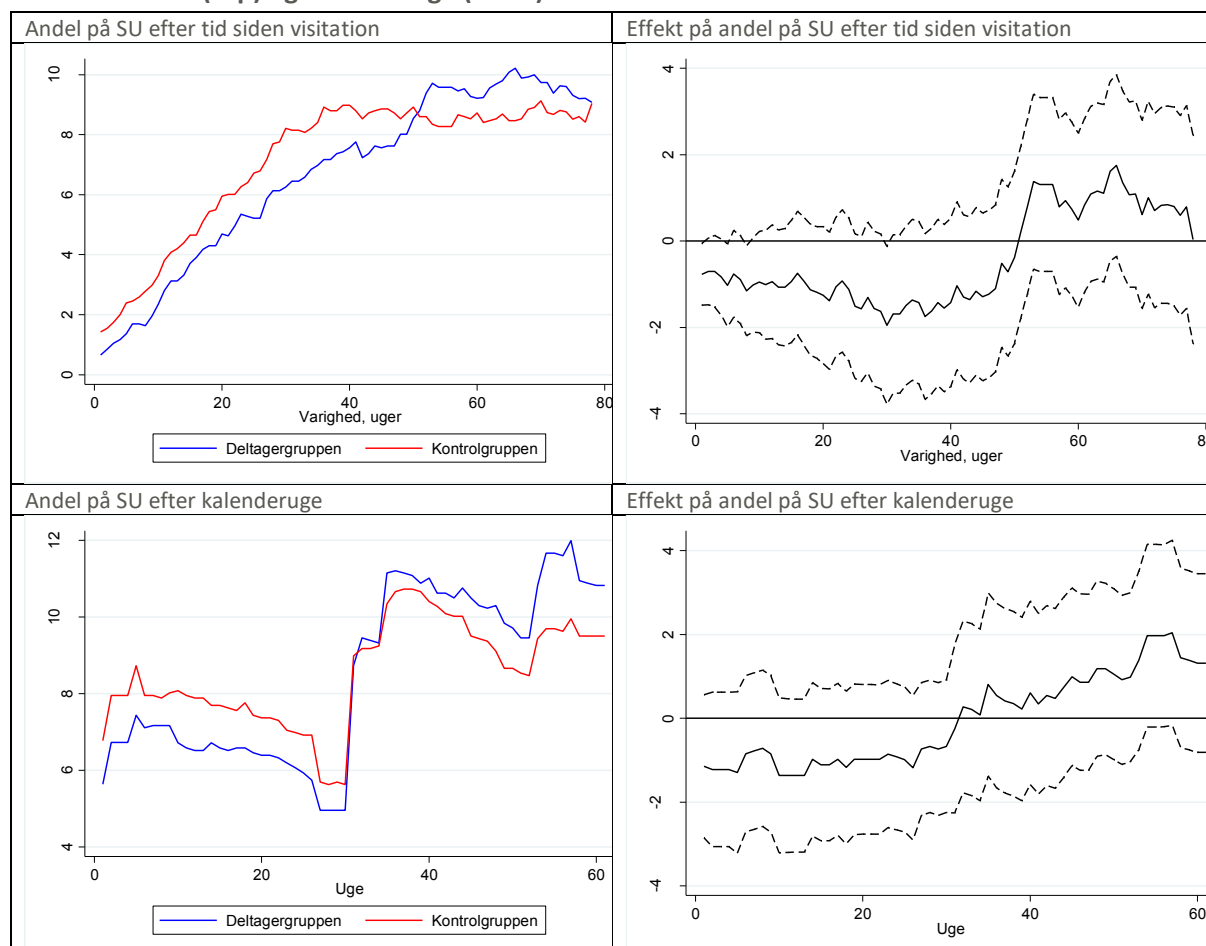 Andel på SU efter tid siden visitation
10
8
6
4
2
0
0 20 40 60 80
Varighed, uger
Deltagergruppen Kontrolgruppen
Effekt på andel på SU efter tid siden visitation
4
2
0
-2
-4
0 20 40 60
Varighed, uger
Andel på SU efter kalenderuge
12
10
8
6
4
0 20 40 60
Uge
Deltagergruppen Kontrolgruppen
Effekt på andel på SU efter kalenderuge
4
2
0
-2
-4
0 20 40 60
Uge